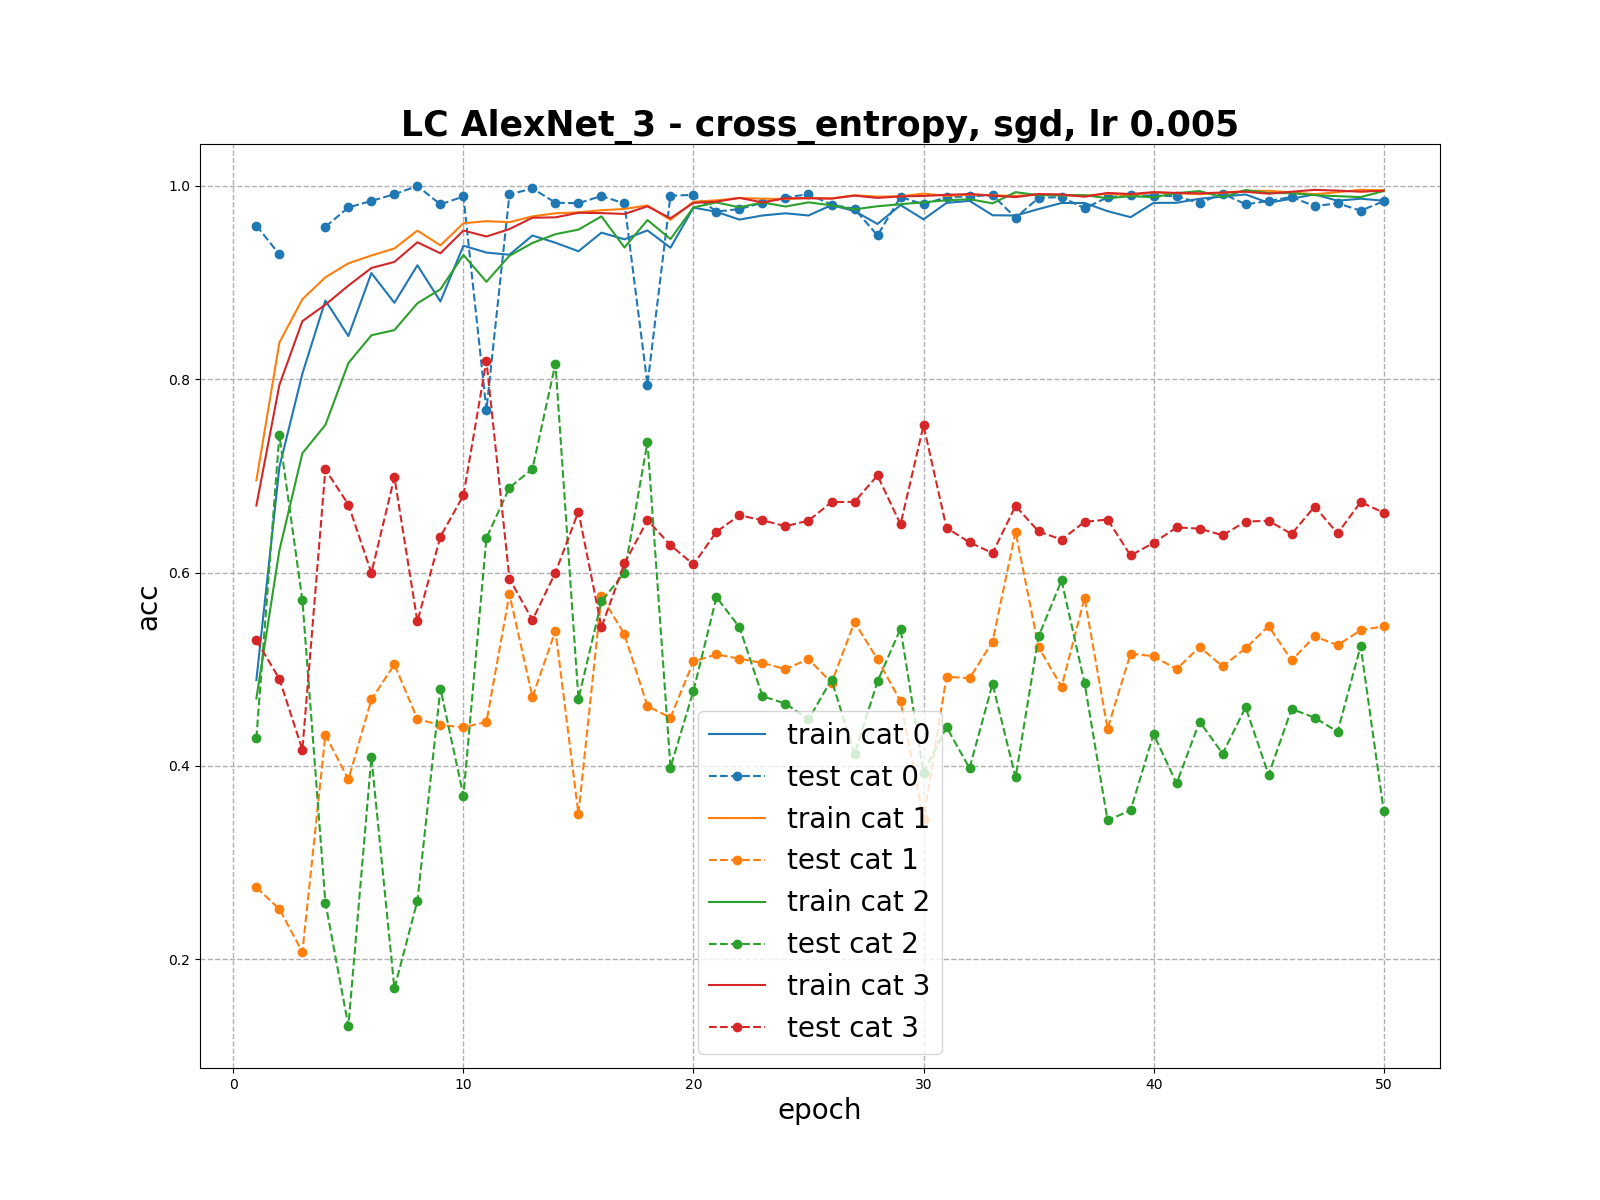 LC AlexNet_3 - cross_entropy, sgd, lr 0.005
1.0
0.8
0.6
0.4
0.2
acc
train cat 0
test cat 0
train cat 1
test cat 1
train cat 2
test cat 2
train cat 3
test cat 3
0 10 20 30 40 50
epoch